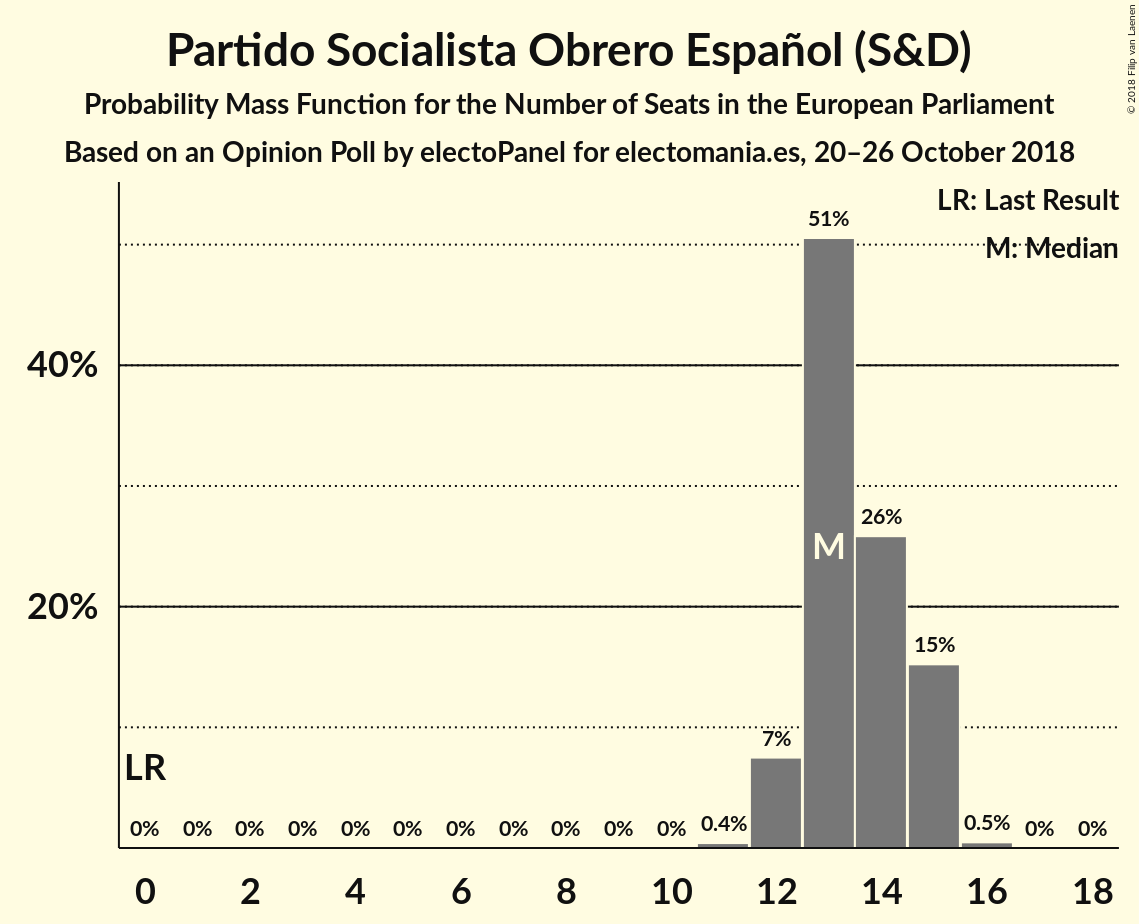 Partido Socialista Obrero Español (S&D)
Probability Mass Function for the Number of Seats in the European Parliament
Based on an Opinion Poll by electoPanel for electomania.es, 20–26 October 2018
© 2018 Filip van Laenen
LR: Last Result
M: Median
51%
40%
26%
M
20%
15%
7%
LR
0% 0% 0% 0% 0% 0% 0% 0% 0% 0% 0% 0.4% 0.5% 0% 0%
0 2 4 6 8 10 12 14 16 18